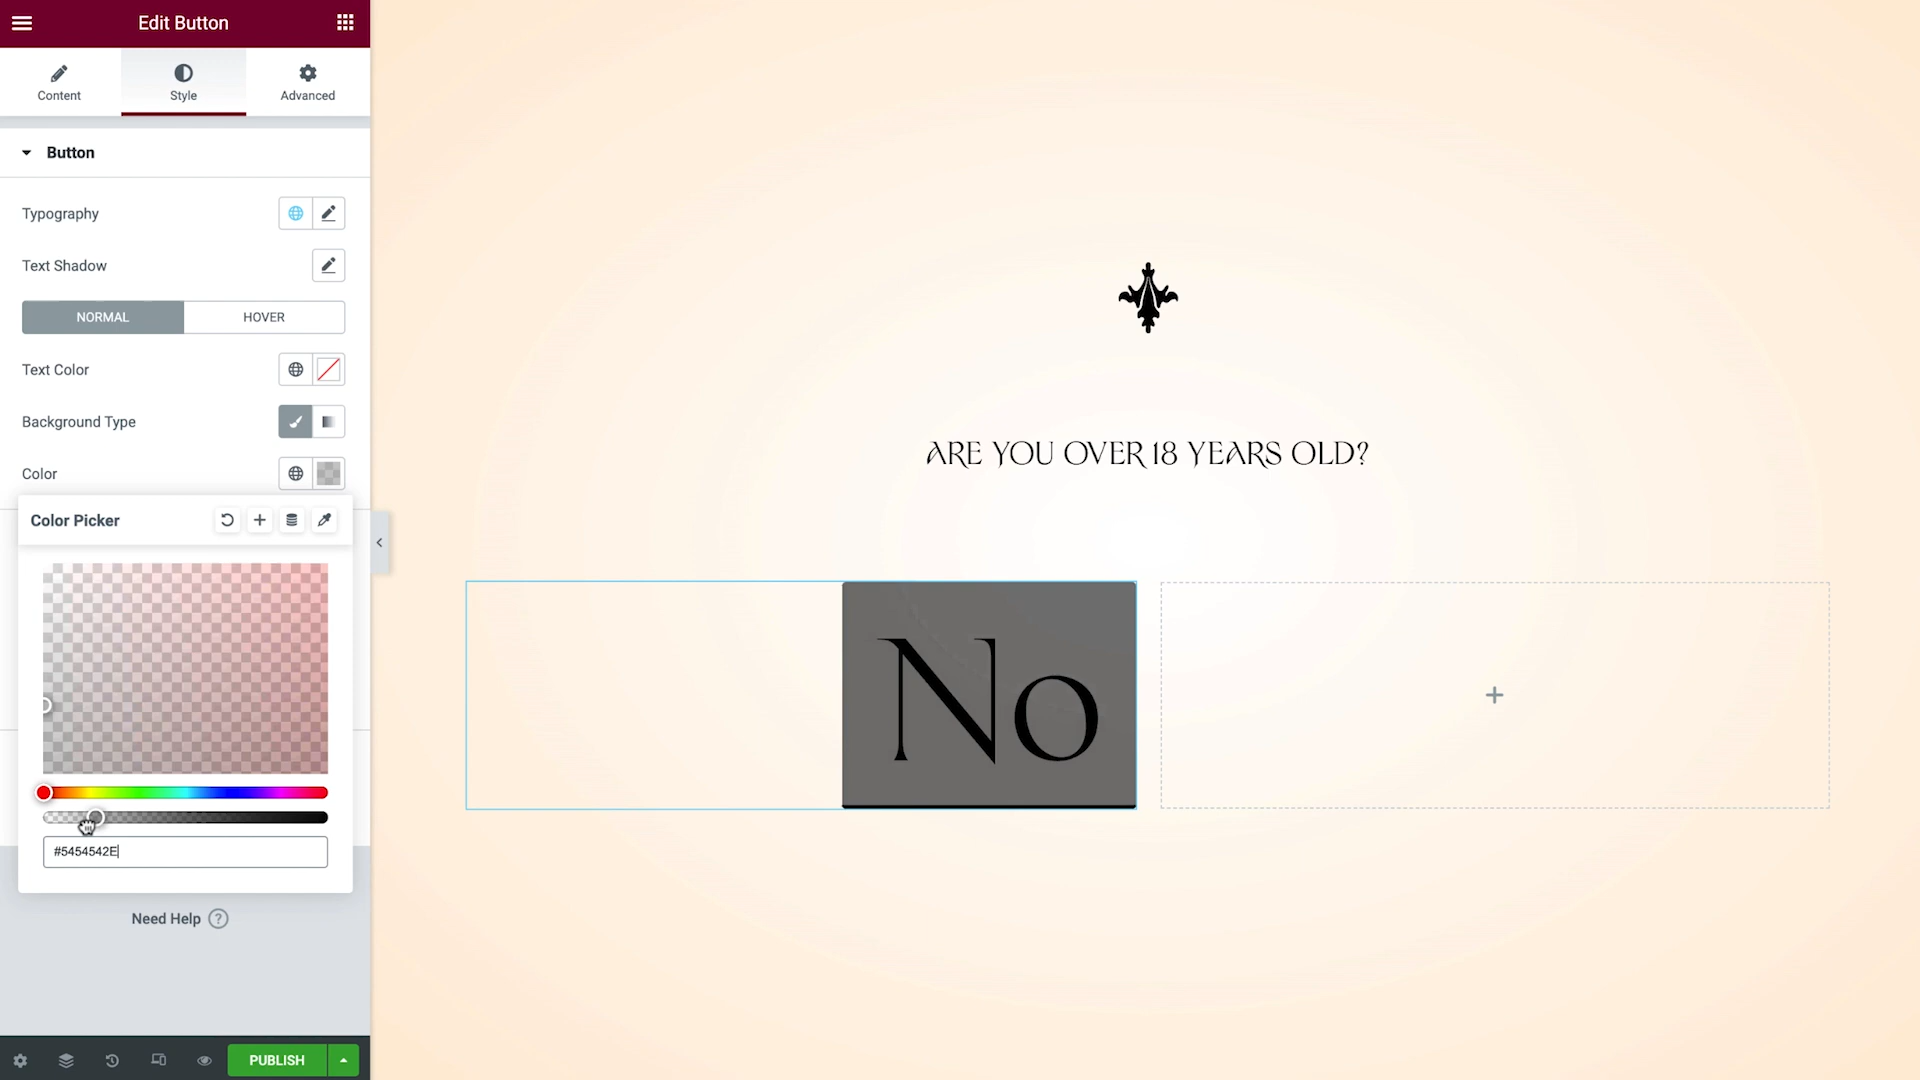 Edit Button
Content
Style
Advanced
Button
Typography
Text Shadow
NORMAL
HOVER
Text Color
Background Type
Color
Color Picker
#5454542E
Need Help ?
PUBLISH
ARE YOU OVER 18 YEARS OLD?
No